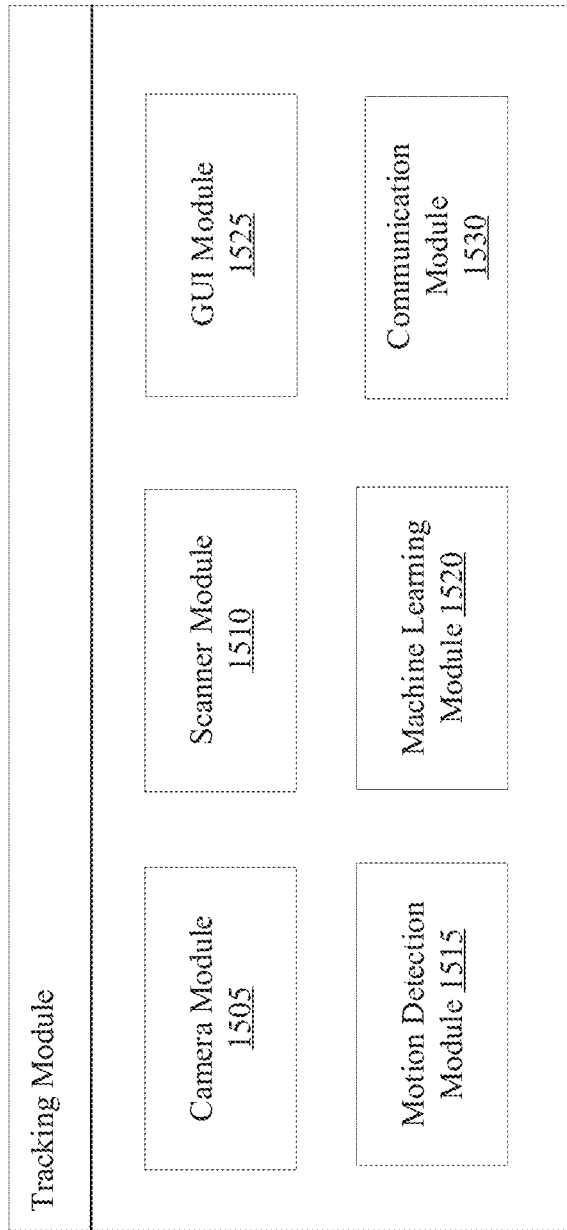 Tracking Module
Camera Module
1505
Scanner Module
1510
GUI Module
1525
Motion Detection
Module 1515
Machine Learning
Module 1520
Communication
Module
1530